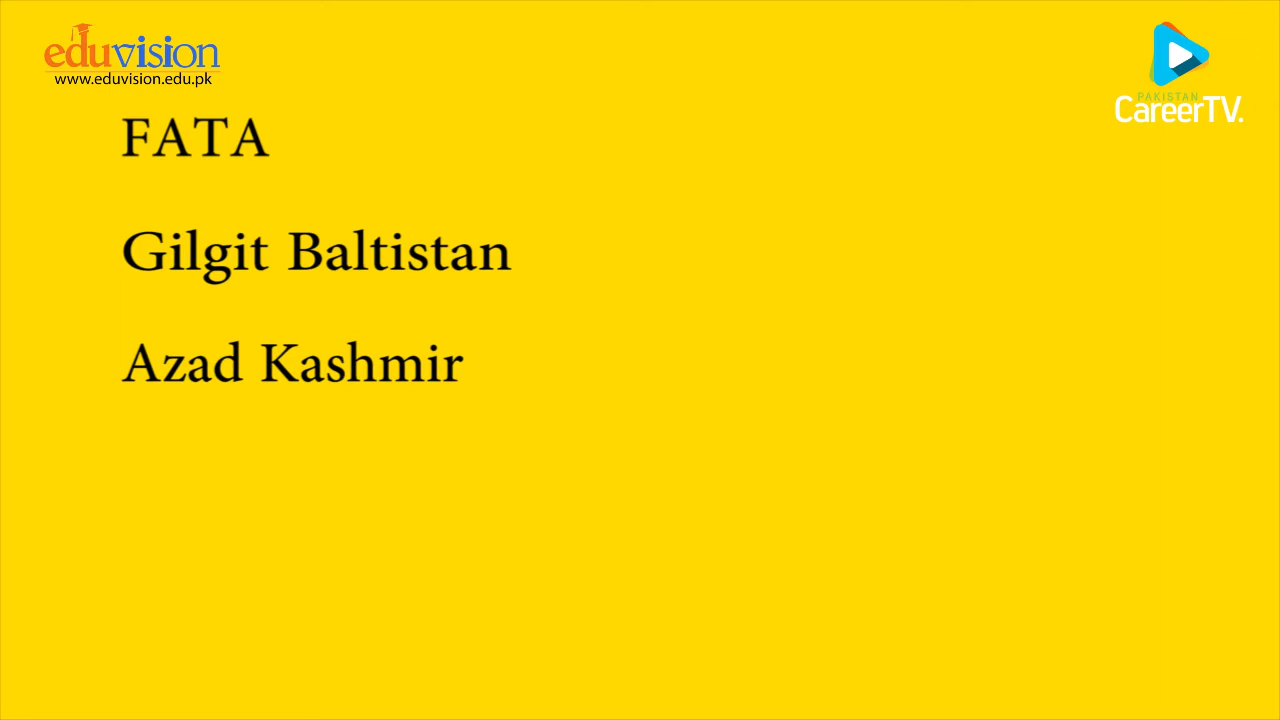 eduvision
www.eduvision.edu.pk
PAKISTAN
CareerTV.
FATA
Gilgit Baltistan
Azad Kashmir